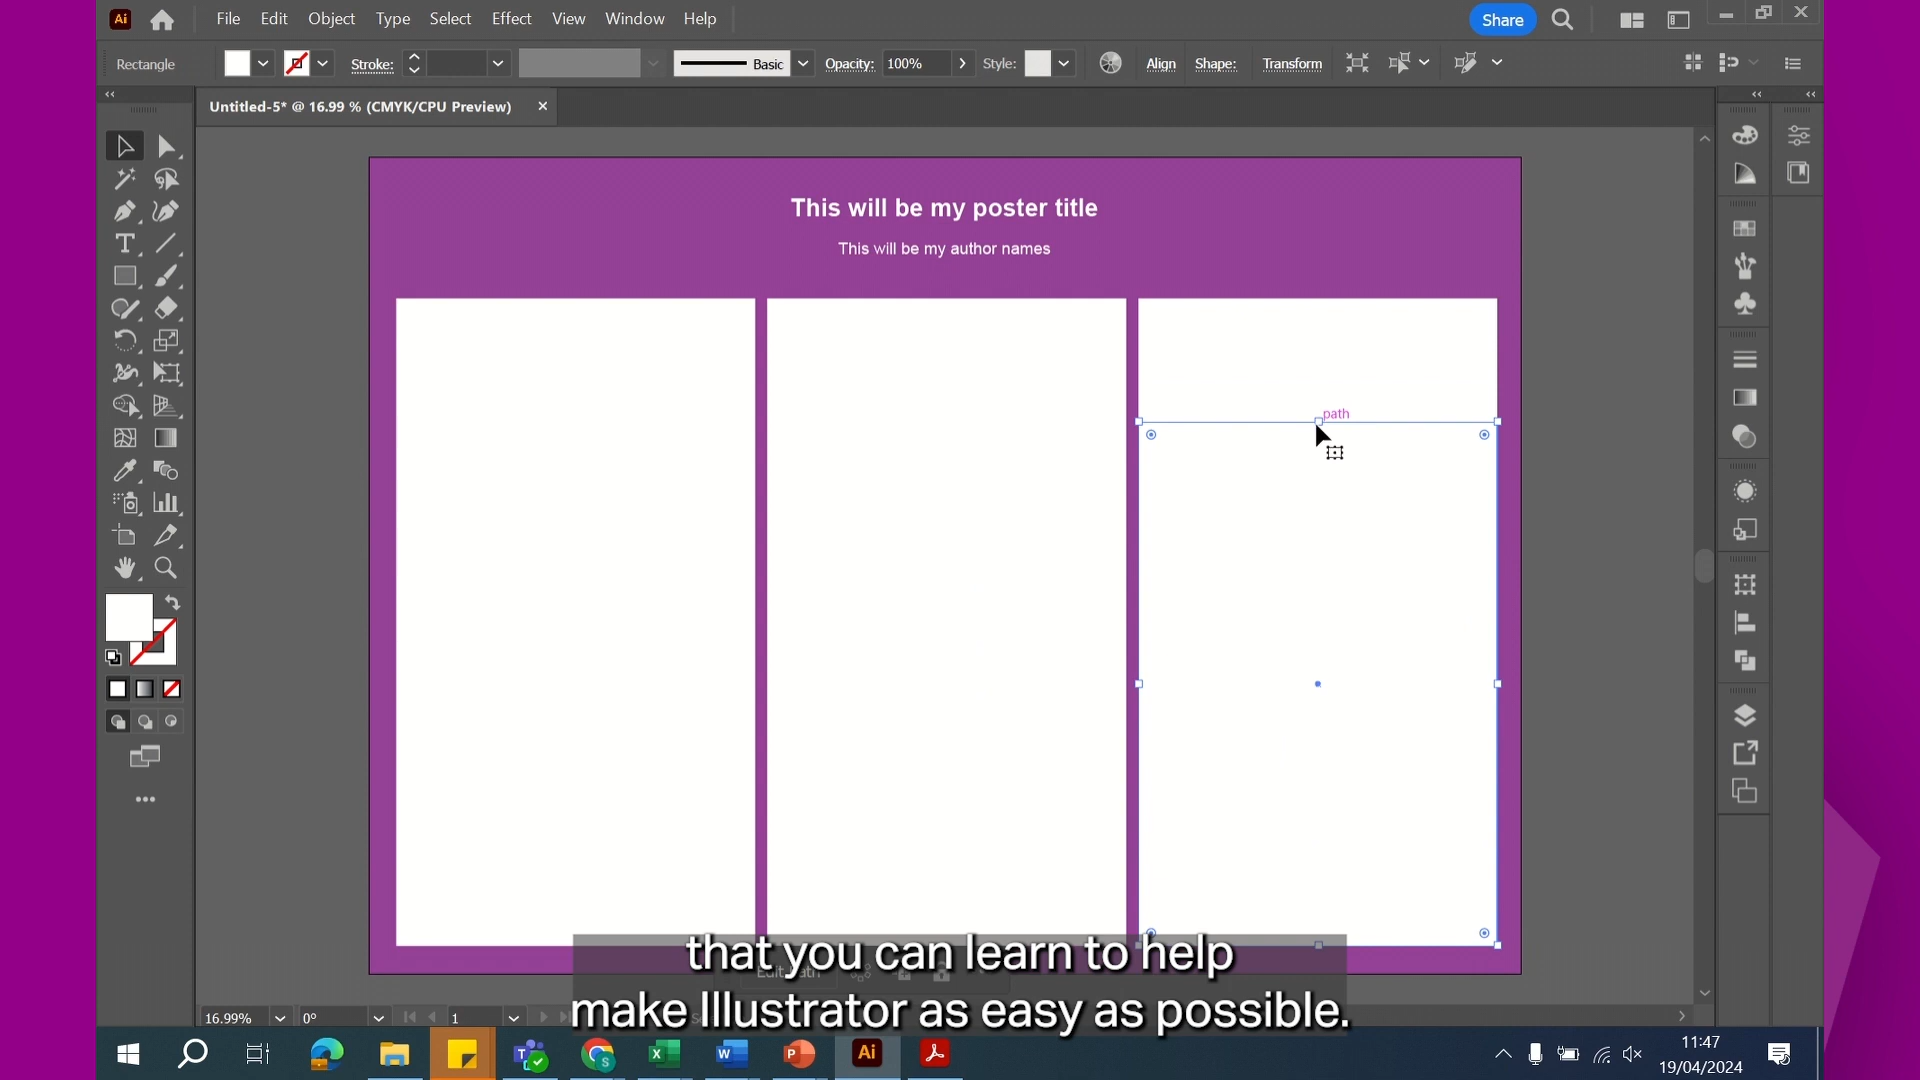 Ai File Edit Object Type Select Effect View Window Help Share
Rectangle Stroke: Basic Opacity: 100% Style: Align Shape: Transform
Untitled-5* @ 16.99 % (CMYK/CPU Preview)
This will be my poster title
This will be my author names
path
that you can learn to help
Edit Path
make Illustrator as easy as possible.
16.99% 0° 1
11:47
19/04/2024